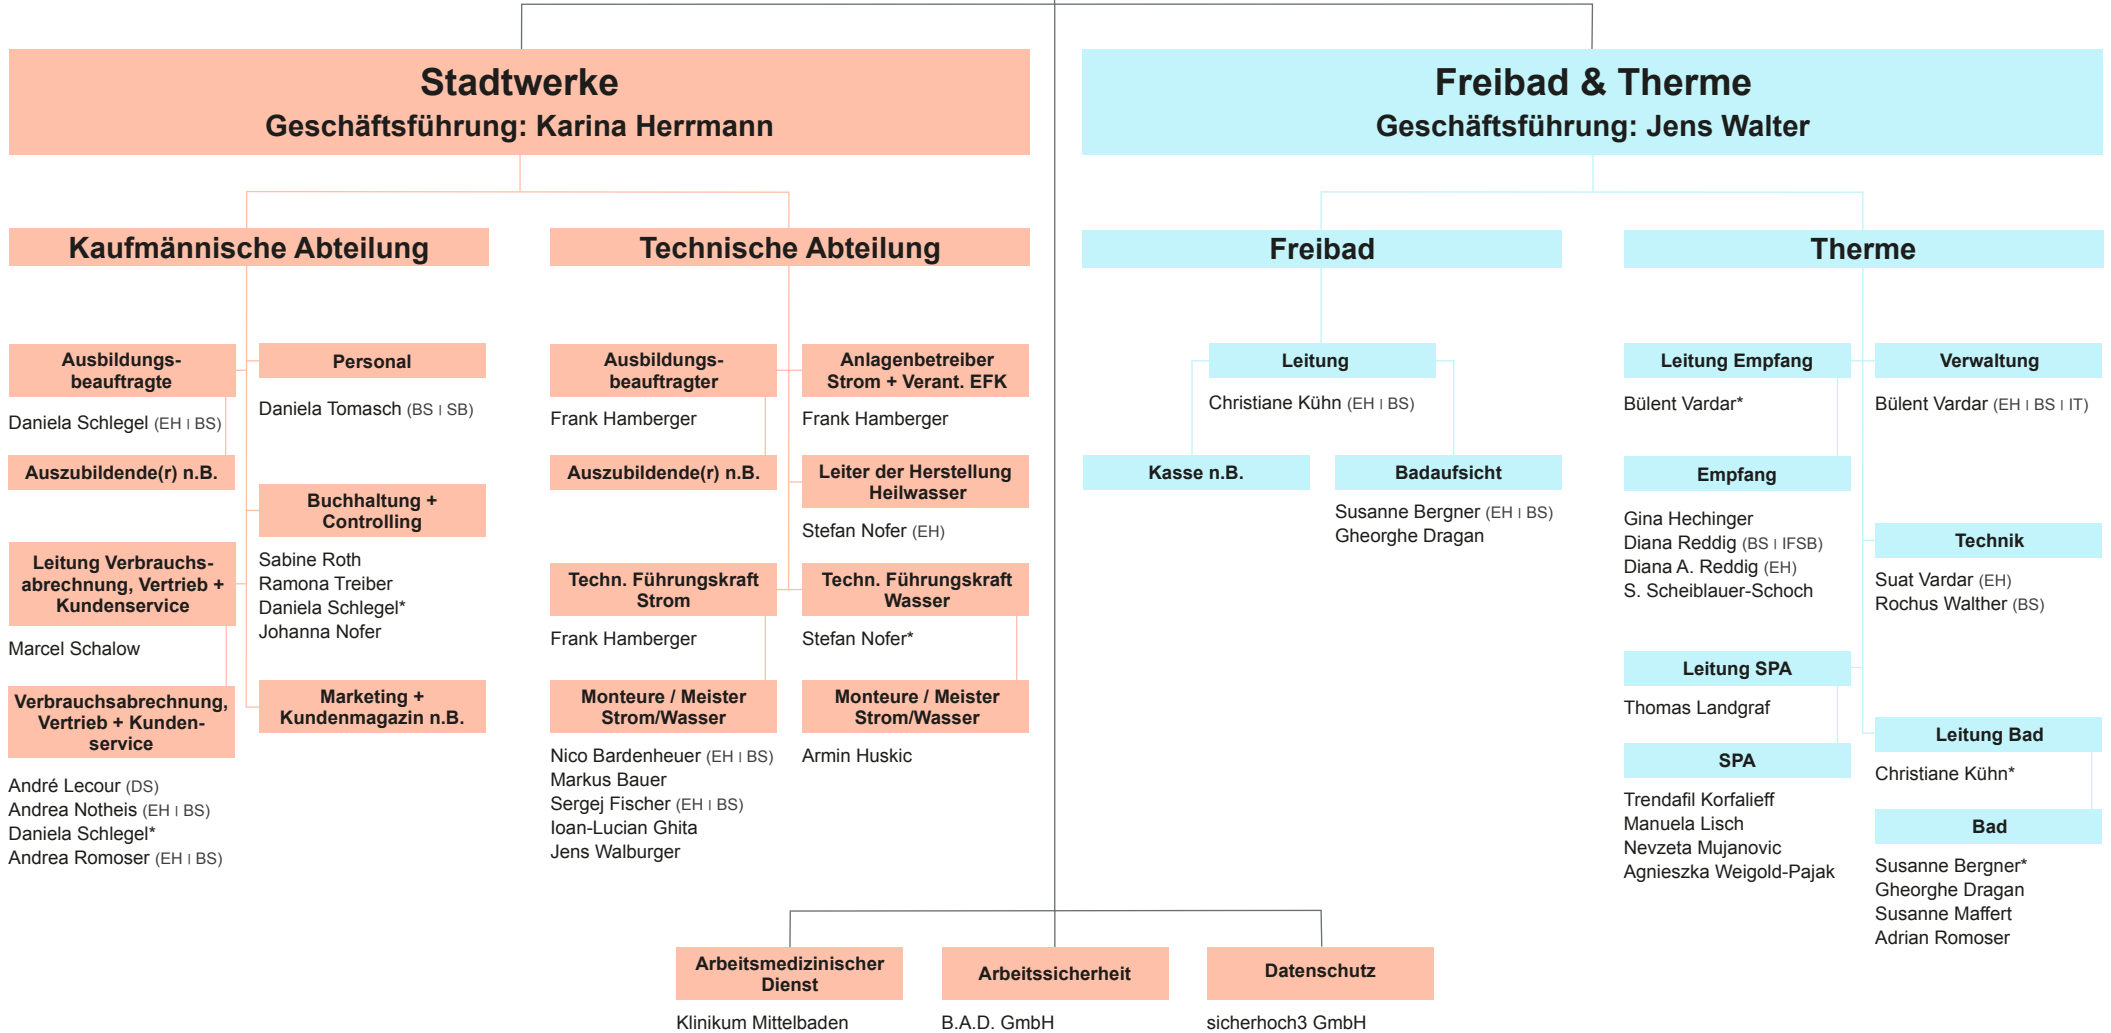 Stadtwerke
Geschäftsführung: Karina Herrmann
Freibad & Therme
Geschäftsführung: Jens Walter
Kaufmännische Abteilung
Technische Abteilung
Freibad
Therme
Ausbildungs-
beauftragte
Daniela Schlegel (EH | BS)
Auszubildende(r) n.B.
Leitung Verbrauchs-
abrechnung, Vertrieb +
Kundenservice
Marcel Schalow
Verbrauchsabrechnung,
Vertrieb + Kunden-
service
André Lecour (DS)
Andrea Notheis (EH | BS)
Daniela Schlegel*
Andrea Romoser (EH | BS)
Personal
Daniela Tomasch (BS | SB)
Buchhaltung +
Controlling
Sabine Roth
Ramona Treiber
Daniela Schlegel*
Johanna Nofer
Marketing +
Kundenmagazin n.B.
Ausbildungs-
beauftragter
Frank Hamberger
Auszubildende(r) n.B.
Techn. Führungskraft
Strom
Frank Hamberger
Monteure / Meister
Strom/Wasser
Nico Bardenheuer (EH | BS)
Markus Bauer
Sergej Fischer (EH | BS)
Ioan-Lucian Ghita
Jens Walburger
Anlagenbetreiber
Strom + Verant. EFK
Frank Hamberger
Leiter der Herstellung
Heilwasser
Stefan Nofer (EH)
Techn. Führungskraft
Wasser
Stefan Nofer*
Monteure / Meister
Strom/Wasser
Armin Huskic
Leitung
Christiane Kühn (EH | BS)
Kasse n.B.
Badaufsicht
Susanne Bergner (EH | BS)
Gheorghe Dragan
Leitung Empfang
Bülent Vardar*
Empfang
Gina Hechinger
Diana Reddig (BS | IFSB)
Diana A. Reddig (EH)
S. Scheiblauer-Schoch
Leitung SPA
Thomas Landgraf
SPA
Trendafil Korfalieff
Manuela Lisch
Nevzeta Mujanovic
Agnieszka Weigold-Pajak
Verwaltung
Bülent Vardar (EH | BS | IT)
Technik
Suat Vardar (EH)
Rochus Walther (BS)
Leitung Bad
Christiane Kühn*
Bad
Susanne Bergner*
Gheorghe Dragan
Susanne Maffert
Adrian Romoser
Arbeitsmedizinischer
Dienst
Klinikum Mittelbaden
Arbeitssicherheit
B.A.D. GmbH
Datenschutz
sicherhoch3 GmbH